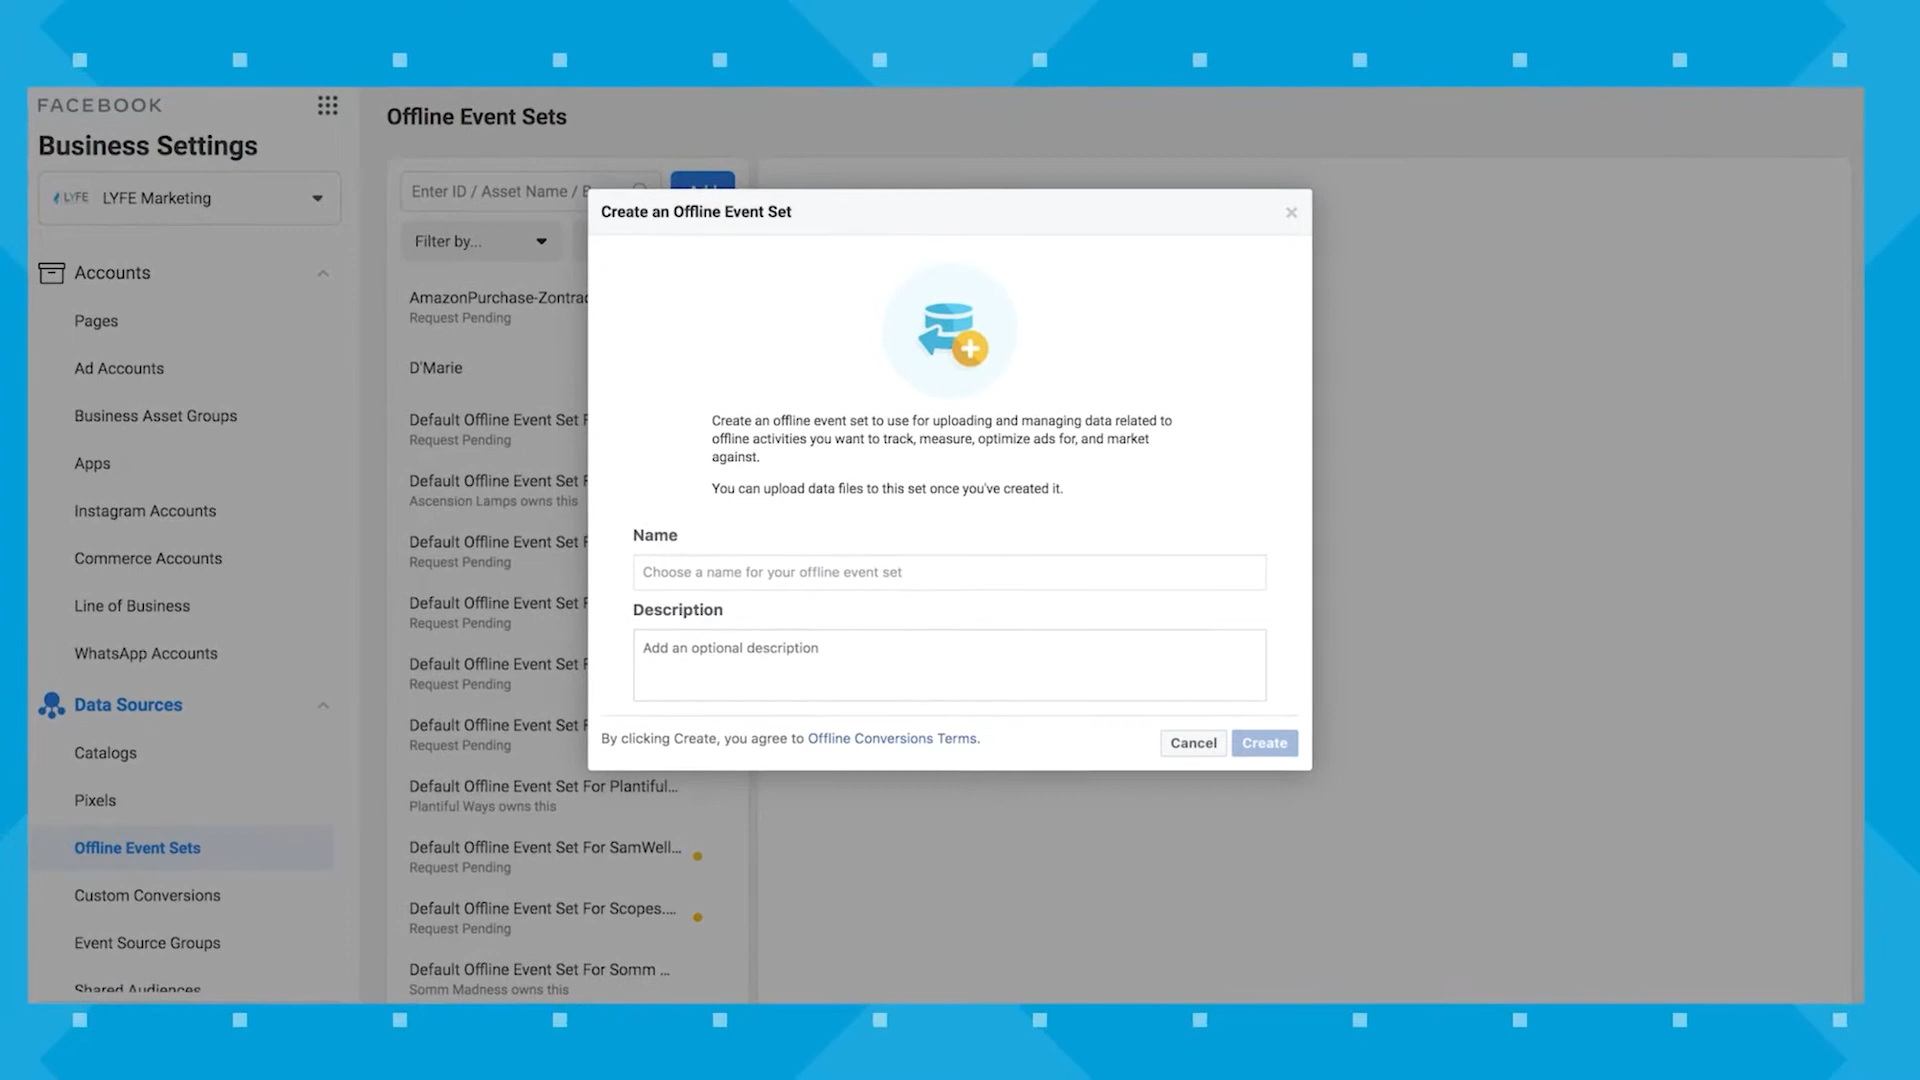 FACEBOOK
Business Settings
LYFE LYFE Marketing
Accounts
Pages
Ad Accounts
Business Asset Groups
Apps
Instagram Accounts
Commerce Accounts
Line of Business
WhatsApp Accounts
Data Sources
Catalogs
Pixels
Offline Event Sets
Custom Conversions
Event Source Groups
Shared Audiences
Offline Event Sets
Enter ID / Asset Name / B
Filter by...
AmazonPurchase-Zontrac
Request Pending
D'Marie
Default Offline Event Set F
Request Pending
Default Offline Event Set F
Ascension Lamps owns this
Default Offline Event Set F
Request Pending
Default Offline Event Set F
Request Pending
Default Offline Event Set F
Request Pending
Default Offline Event Set F
Request Pending
Default Offline Event Set For Plantiful...
Plantiful Ways owns this
Default Offline Event Set For SamWell...
Request Pending
Default Offline Event Set For Scopes....
Request Pending
Default Offline Event Set For Somm ...
Somm Madness owns this
Create an Offline Event Set
Create an offline event set to use for uploading and managing data related to
offline activities you want to track, measure, optimize ads for, and market
against.
You can upload data files to this set once you've created it.
Name
Choose a name for your offline event set
Description
Add an optional description
By clicking Create, you agree to Offline Conversions Terms.
Cancel
Create